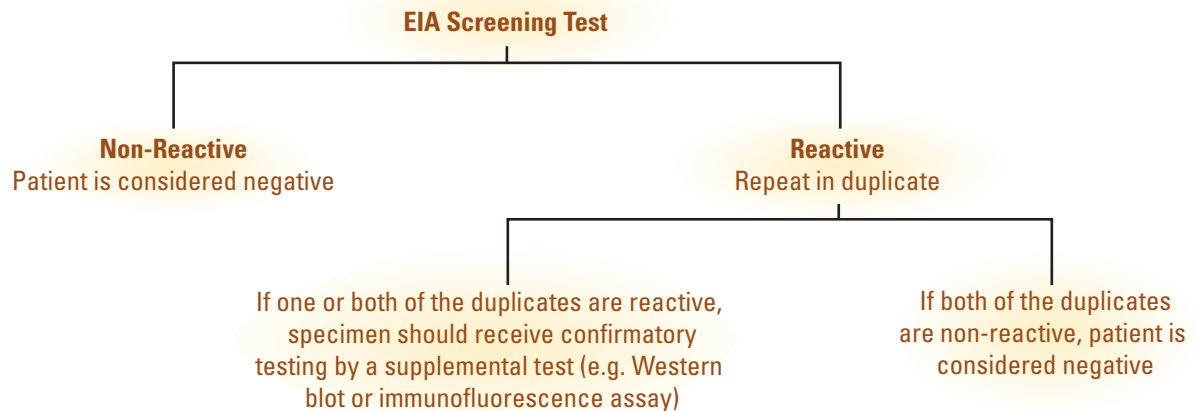 EIA Screening Test
Non-Reactive
Patient is considered negative
Reactive
Repeat in duplicate
If one or both of the duplicates are reactive,
specimen should receive confirmatory
testing by a supplemental test (e.g. Western
blot or immunofluorescence assay)
If both of the duplicates
are non-reactive, patient is
considered negative